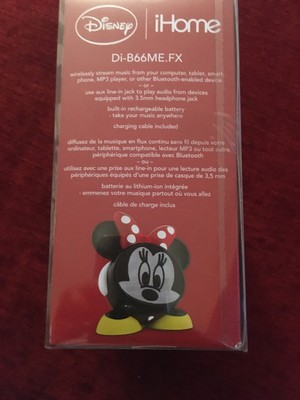 Disney iHome
Di-B66ME.FX
wirelessly stream music from your computer, tablet, smart
phone, MP3 player, or other Bluetooth-enabled device
- or -
use aux line-in jack to play audio from devices
equipped with 3.5mm headphone jack
built-in rechargeable battery
- take your music anywhere
charging cable included
diffusez de la musique en flux continu sans fil depuis votre
ordinateur, tablette, smartphone, lecteur MP3 ou tout autre
périphérique compatible avec Bluetooth
- ou -
utilisez avec une prise aux line-in pour une lecture audio des
périphériques équipés d'une prise de casque de 3,5 mm
batterie au lithium-ion intégrée
- emmenez votre musique partout où vous allez
câble de charge inclus